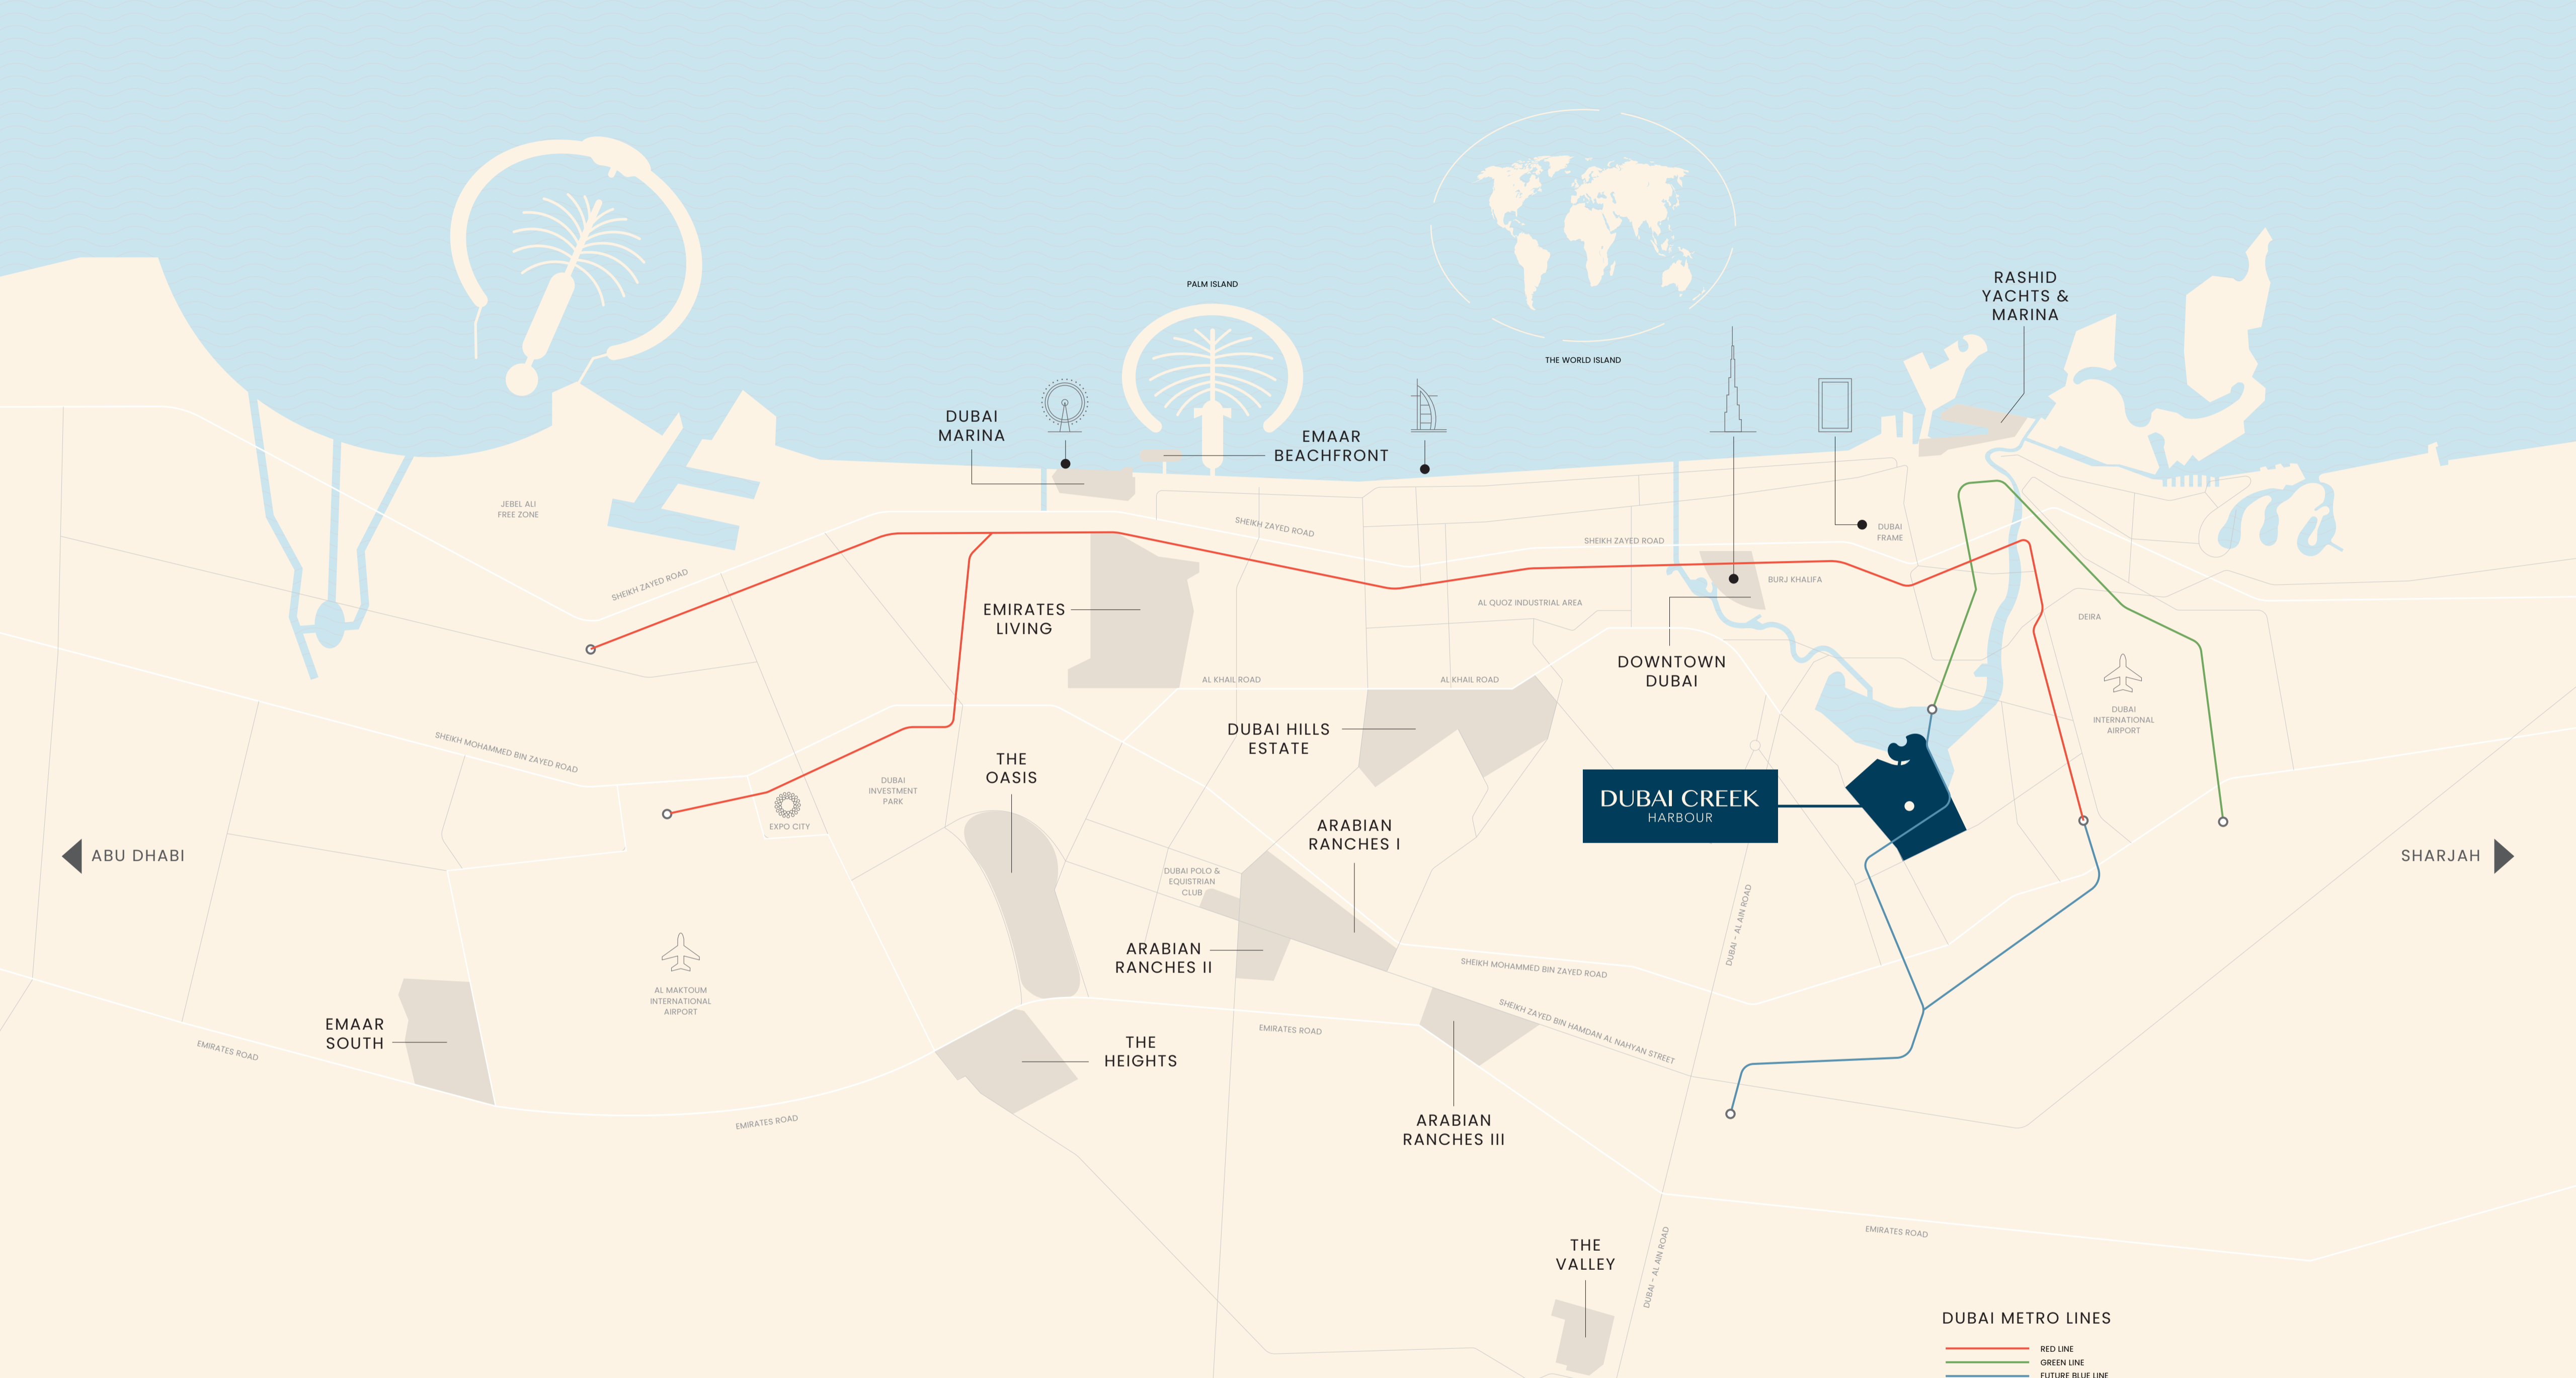 PALM ISLAND
THE WORLD ISLAND
RASHID
YACHTS &
MARINA
DUBAI
MARINA
EMAAR
BEACHFRONT
JEBEL ALI
FREE ZONE
SHEIKH ZAYED ROAD
SHEIKH ZAYED ROAD
SHEIKH ZAYED ROAD
DUBAI
FRAME
BURJ KHALIFA
AL QUOZ INDUSTRIAL AREA
EMIRATES
LIVING
DEIRA
DOWNTOWN
DUBAI
AL KHAIL ROAD
AL KHAIL ROAD
DUBAI
INTERNATIONAL
AIRPORT
DUBAI HILLS
ESTATE
SHEIKH MOHAMMED BIN ZAYED ROAD
THE
OASIS
DUBAI
INVESTMENT
PARK
EXPO CITY
DUBAI CREEK
HARBOUR
ARABIAN
RANCHES I
ABU DHABI
SHARJAH
DUBAI POLO &
EQUISTRIAN
CLUB
DUBAI - AL AIN ROAD
ARABIAN
RANCHES II
SHEIKH MOHAMMED BIN ZAYED ROAD
AL MAKTOUM
INTERNATIONAL
AIRPORT
SHEIKH ZAYED BIN HAMDAN AL NAHYAN STREET
EMAAR
SOUTH
EMIRATES ROAD
EMIRATES ROAD
THE
HEIGHTS
EMIRATES ROAD
ARABIAN
RANCHES III
EMIRATES ROAD
THE
VALLEY
DUBAI - AL AIN ROAD
DUBAI METRO LINES
RED LINE
GREEN LINE
FUTURE BLUE LINE